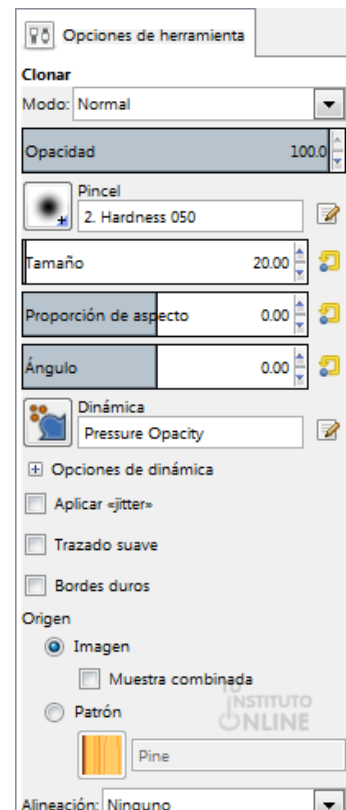 Opciones de herramienta
Clonar
Modo: Normal
Opacidad 100.0
Pincel
2. Hardness 050
Tamaño 20.00
Proporción de aspecto 0.00
Ángulo 0.00
Dinámica
Pressure Opacity
Opciones de dinámica
Aplicar «jitter»
Trazado suave
Bordes duros
Origen
Imagen
Muestra combinada
Patrón
INSTITUTO
ONLINE
Pine
Alineación: Ninguno